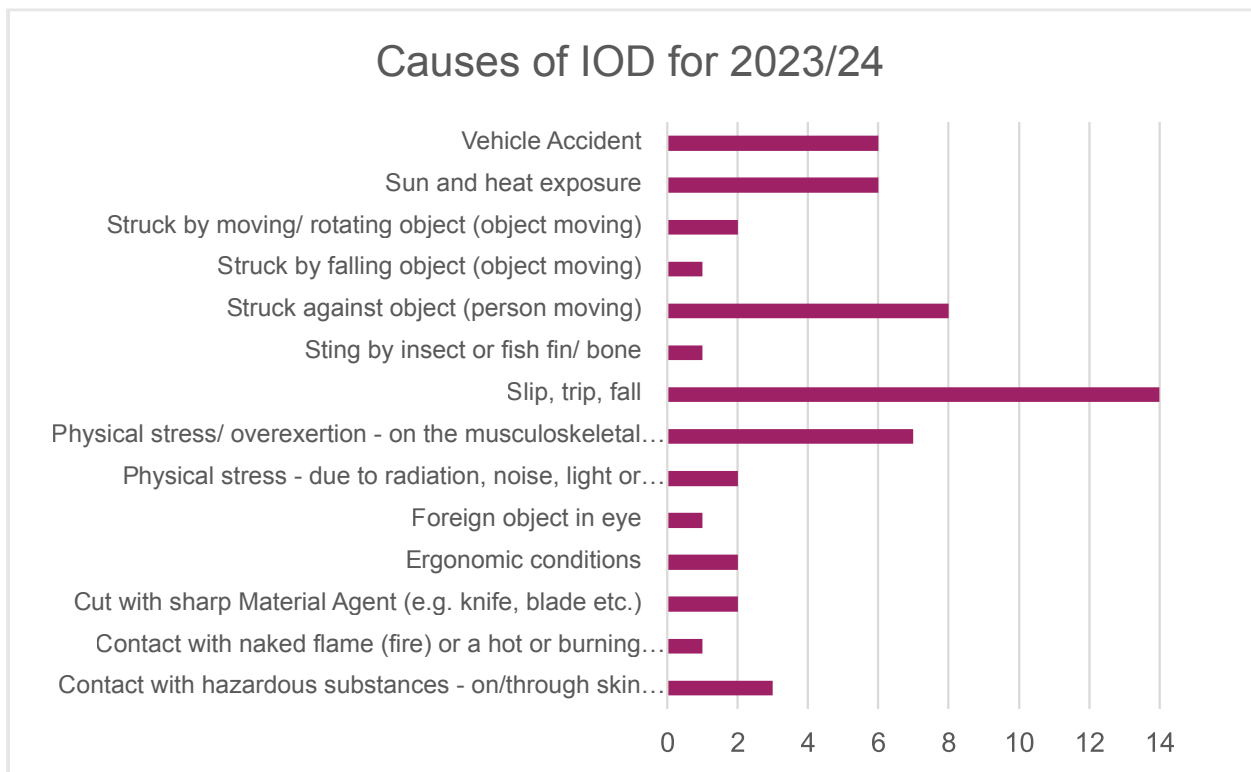 Causes of IOD for 2023/24
Vehicle Accident
Sun and heat exposure
Struck by moving/ rotating object (object moving)
Struck by falling object (object moving)
Struck against object (person moving)
Sting by insect or fish fin/ bone
Slip, trip, fall
Physical stress/ overexertion - on the musculoskeletal…
Physical stress - due to radiation, noise, light or…
Foreign object in eye
Ergonomic conditions
Cut with sharp Material Agent (e.g. knife, blade etc.)
Contact with naked flame (fire) or a hot or burning…
Contact with hazardous substances - on/through skin…
0 2 4 6 8 10 12 14